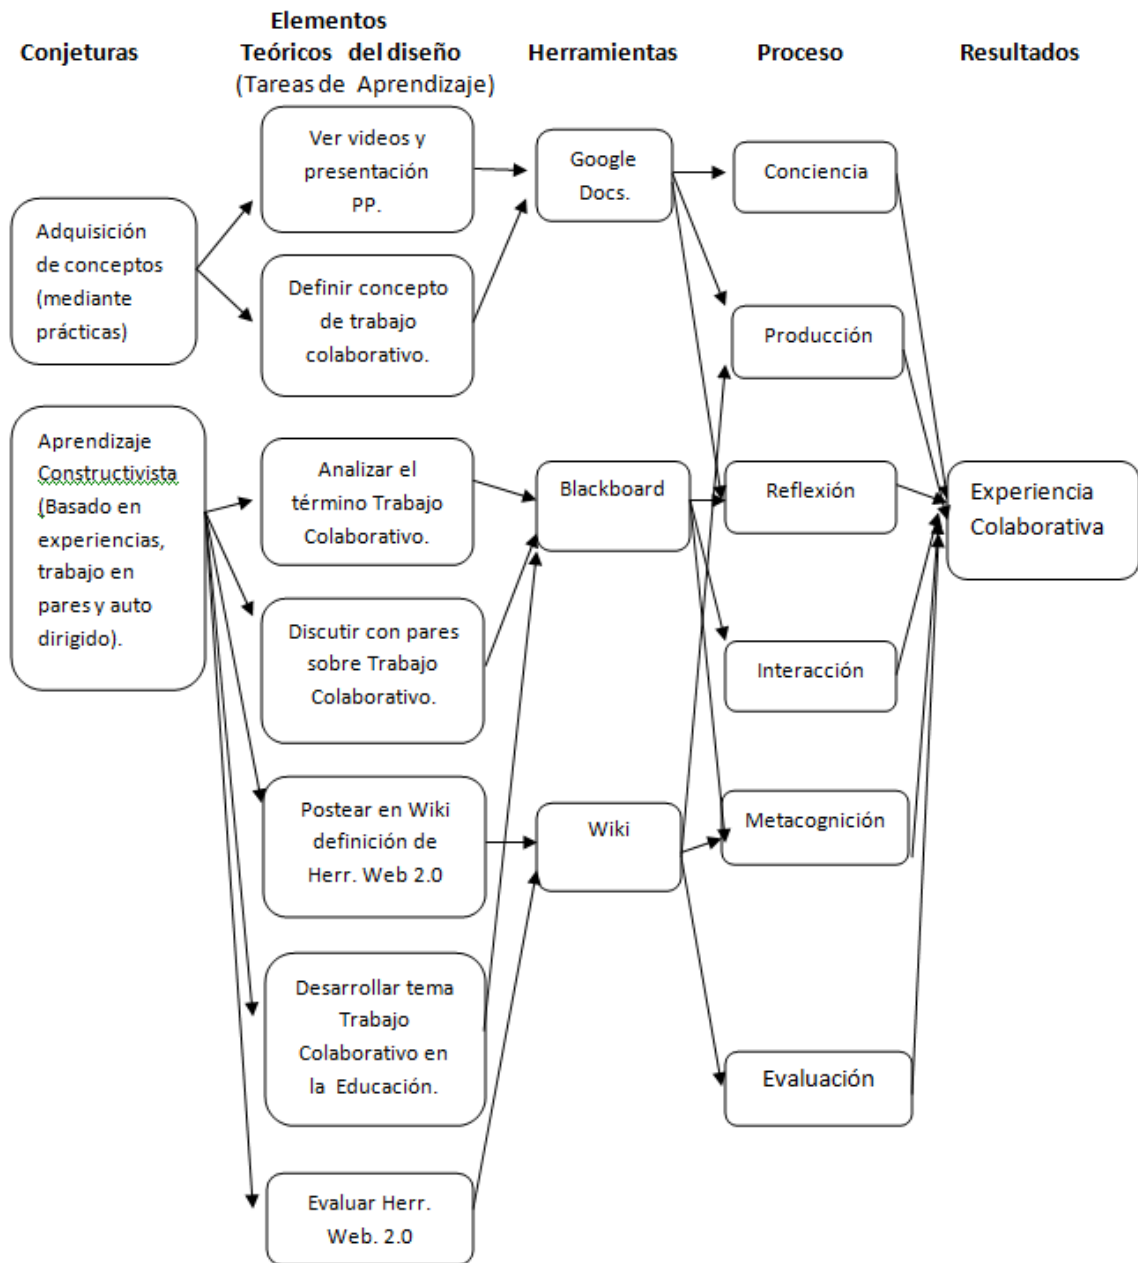 Conjeturas
Elementos
Teóricos del diseño
(Tareas de Aprendizaje)
Herramientas
Proceso
Resultados
Adquisición
de conceptos
(mediante
prácticas)
Aprendizaje
Constructivista
(Basado en
experiencias,
trabajo en
pares y auto
dirigido).
Ver videos y
presentación
PP.
Definir concepto
de trabajo
colaborativo.
Analizar el
término Trabajo
Colaborativo.
Discutir con pares
sobre Trabajo
Colaborativo.
Postear en Wiki
definición de
Herr. Web 2.0
Desarrollar tema
Trabajo
Colaborativo en
la Educación.
Evaluar Herr.
Web. 2.0
Google
Docs.
Blackboard
Wiki
Conciencia
Producción
Reflexión
Interacción
Metacognición
Evaluación
Experiencia
Colaborativa